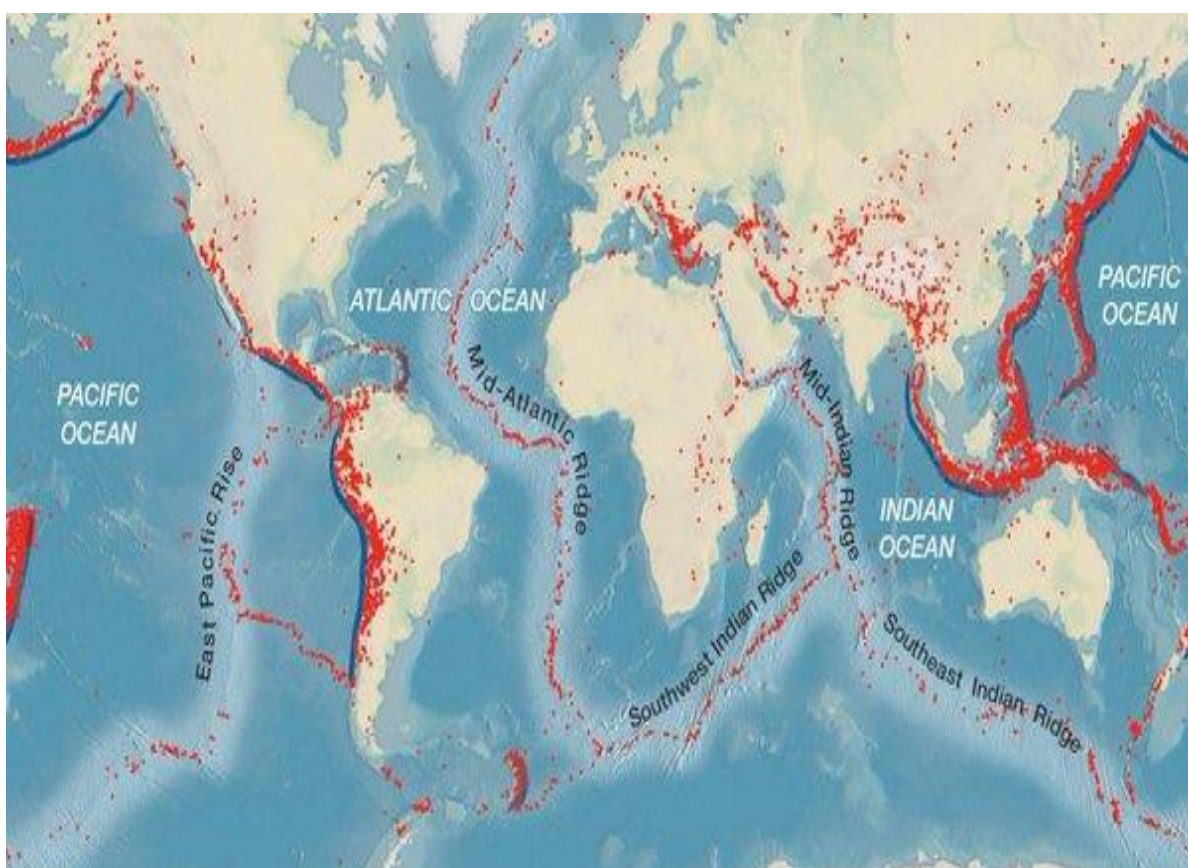 ATLANTIC OCEAN
PACIFIC
OCEAN
PACIFIC
OCEAN
Mid-Atlantic Ridge
Mid-Indian Ridge
INDIAN
OCEAN
East Pacific Rise
Southwest Indian Ridge
Southeast Indian Ridge